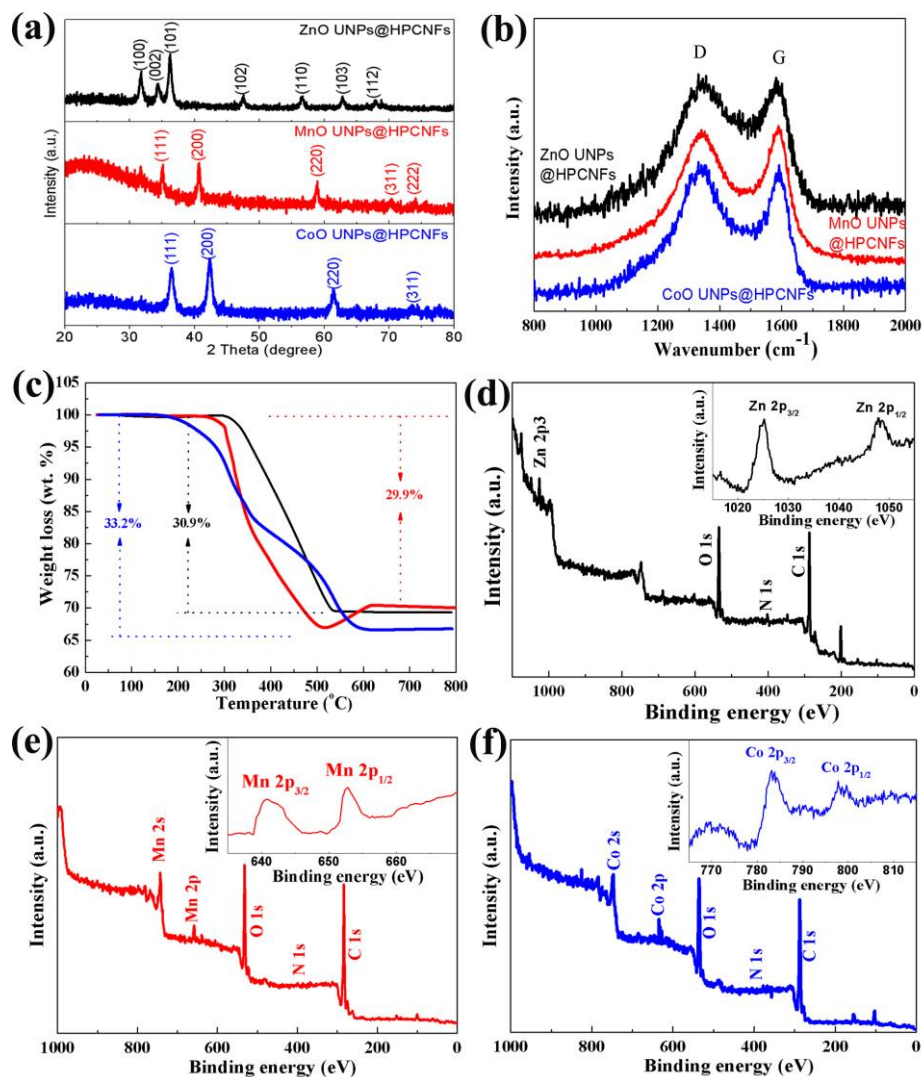 (a)
ZnO UNPs@HPCNFs
(100)
(002)
(101)
(102)
(110)
(103)
(112)
MnO UNPs@HPCNFs
(111)
(200)
(220)
(311)
(222)
CoO UNPs@HPCNFs
(111)
(200)
(220)
(311)
Intensity (a.u.)
20 30 40 50 60 70 80
2 Theta (degree)
(b)
D G
ZnO UNPs
@HPCNFs
MnO UNPs
@HPCNFs
CoO UNPs@HPCNFs
Intensity (a.u.)
800 1000 1200 1400 1600 1800 2000
Wavenumber (cm-1)
(c)
105
100
95
90
85
80
75
70
65
60
Weight loss (wt. %)
33.2% 30.9% 29.9%
0 100 200 300 400 500 600 700 800
Temperature (oC)
(d)
Zn 2p3
O 1s
N 1s
C 1s
Intensity (a.u.)
1000 800 600 400 200 0
Binding energy (eV)
Zn 2p3/2 Zn 2p1/2
Intensity (a.u.)
1020 1030 1040 1050
Binding energy (eV)
(e)
Mn 2s
Mn 2p
O 1s
N 1s
C 1s
Intensity (a.u.)
1000 800 600 400 200 0
Binding energy (eV)
Mn 2p3/2 Mn 2p1/2
Intensity (a.u.)
640 650 660
Binding energy (eV)
(f)
Co 2s
Co 2p
O 1s
N 1s
C 1s
Intensity (a.u.)
1000 800 600 400 200 0
Binding energy (eV)
Co 2p3/2 Co 2p1/2
Intensity (a.u.)
770 780 790 800 810
Binding energy (eV)